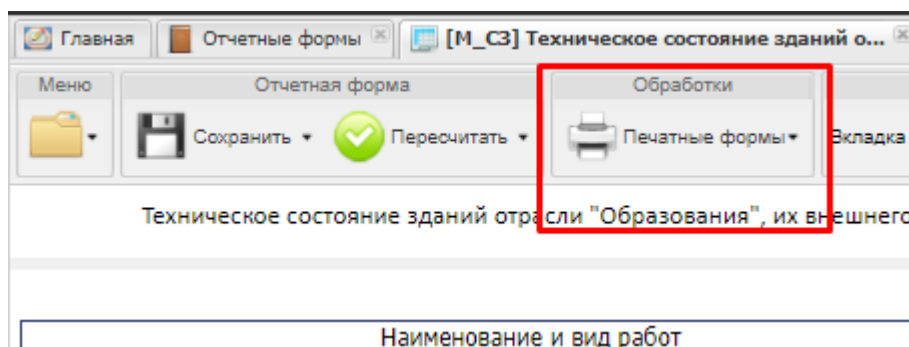 Главная Отчетные формы [М_С3] Техническое состояние зданий о...
Меню Отчетная форма Обработки
Сохранить Пересчитать Печатные формы Вкладка
Техническое состояние зданий отрасли "Образования", их внешнего
Наименование и вид работ